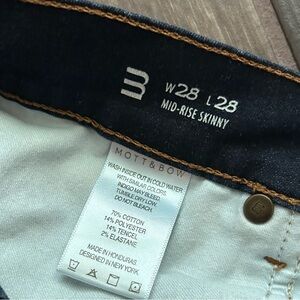 W28 L28
MID-RISE SKINNY
MOTT & BOW
WASH INSIDE OUT IN COLD WATER
WITH SIMILAR COLORS.
INDIGO MAY BLEED.
TUMBLE DRY LOW.
DO NOT BLEACH
70% COTTON
14% POLYESTER
14% TENCEL
2% ELASTANE
MADE IN HONDURAS
DESIGNED IN NEW YORK